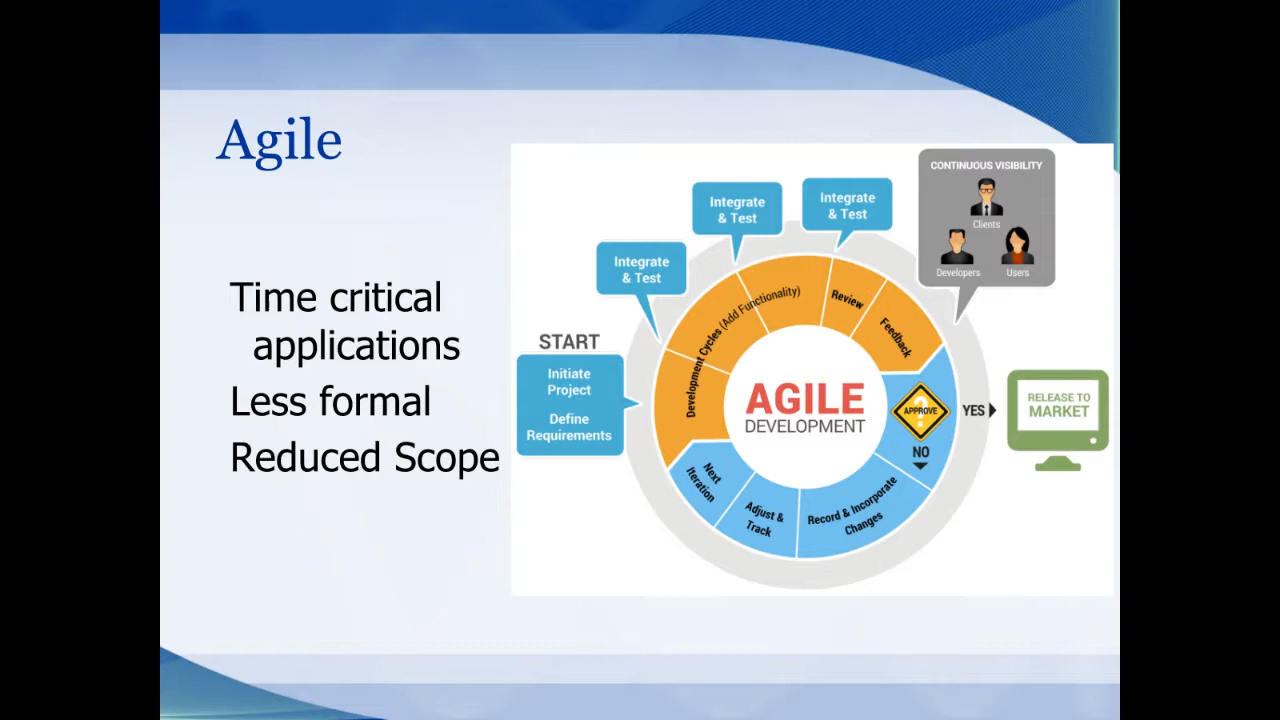 Agile
Time critical
applications
Less formal
Reduced Scope
START
Initiate
Project
Define
Requirements
Integrate
& Test
Integrate
& Test
Integrate
& Test
CONTINUOUS VISIBILITY
Clients
Developers
Users
Development Cycles (Add Functionality)
Review
Feedback
APPROVE
?
YES
NO
RELEASE TO
MARKET
Record & Incorporate
Changes
Adjust &
Track
Next
Iteration
AGILE
DEVELOPMENT